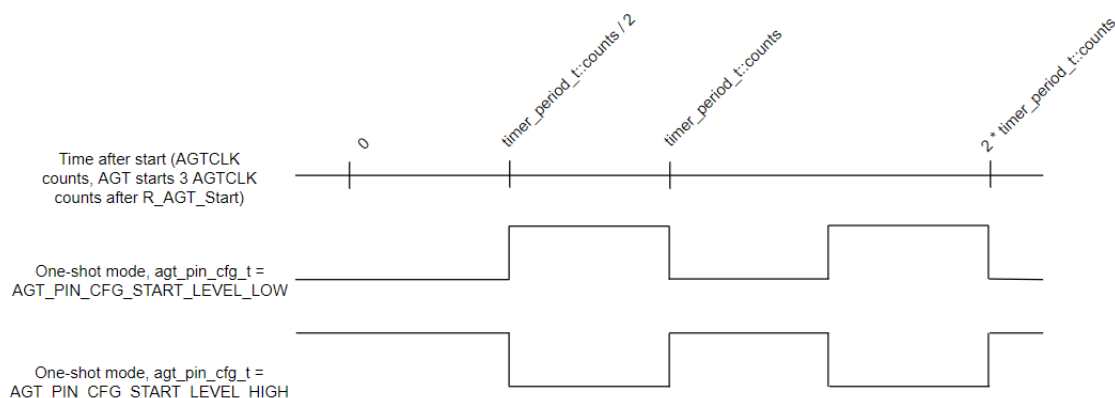 0
timer_period_t::counts / 2
timer_period_t::counts
2 * timer_period_t::counts
Time after start (AGTCLK
counts, AGT starts 3 AGTCLK
counts after R_AGT_Start)
One-shot mode, agt_pin_cfg_t =
AGT_PIN_CFG_START_LEVEL_LOW
One-shot mode, agt_pin_cfg_t =
AGT_PIN_CFG_START_LEVEL_HIGH